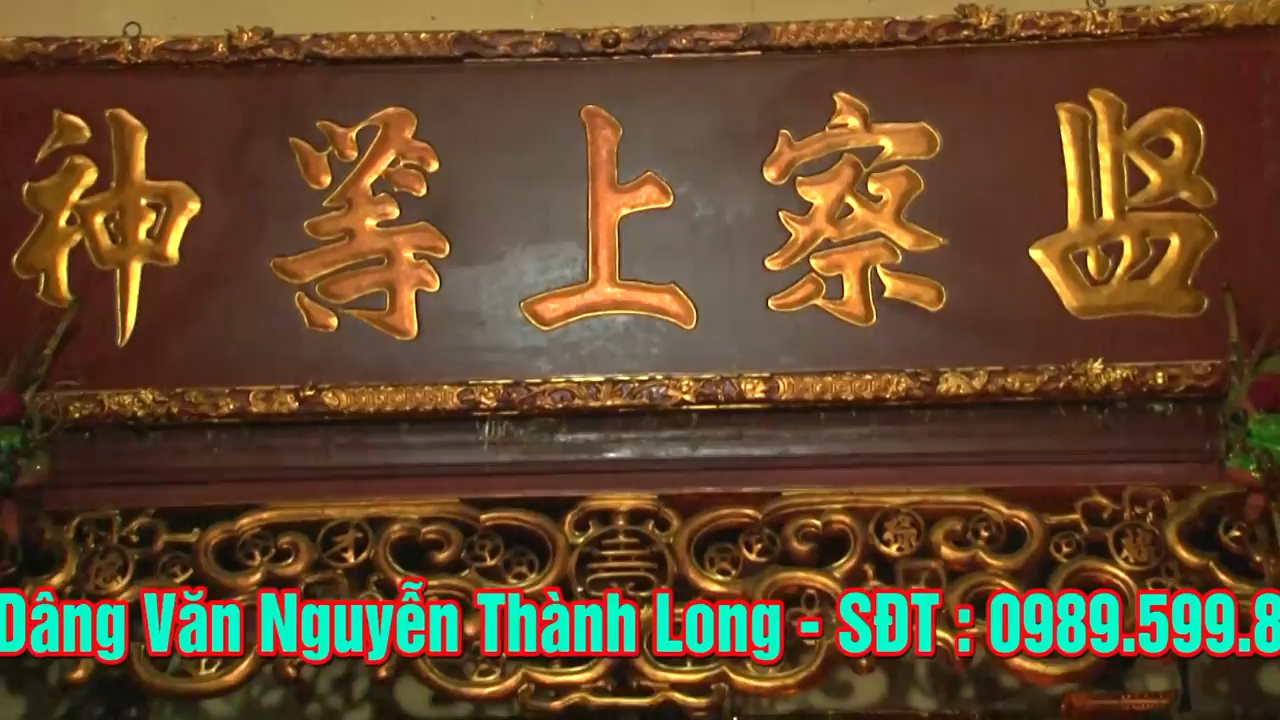 監察上等神
Dâng Văn Nguyễn Thành Long - SĐT : 0989.599.8